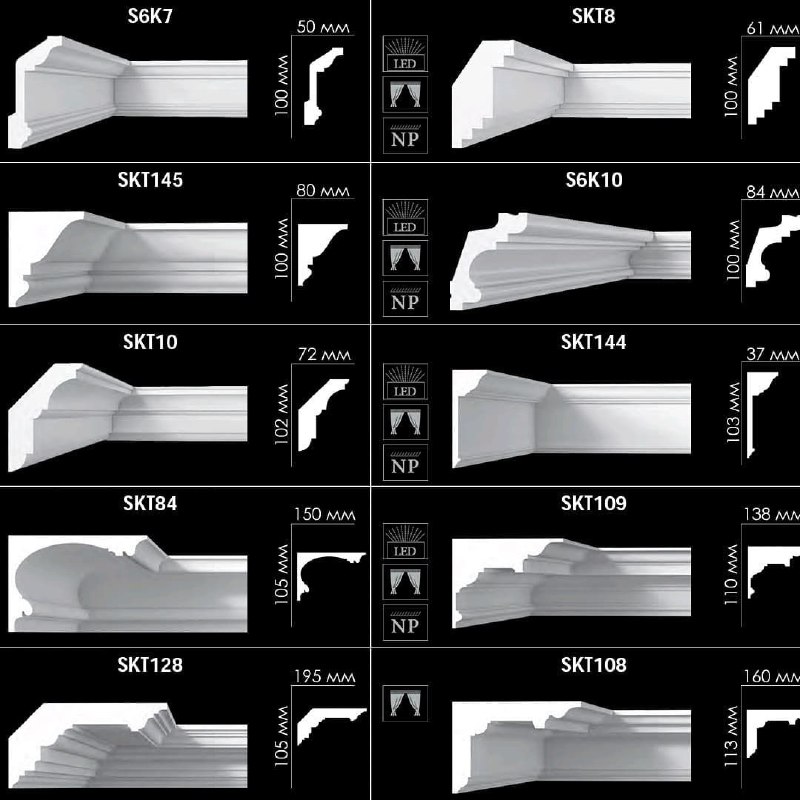 S6K7
50 мм
100 мм
LED
NP
SKT8
61 мм
100 мм
SKT145
80 мм
100 мм
LED
NP
S6K10
84 мм
100 мм
SKT10
72 мм
102 мм
LED
NP
SKT144
37 мм
103 мм
SKT84
150 мм
105 мм
LED
NP
SKT109
138 мм
110 мм
SKT128
195 мм
105 мм
SKT108
160 мм
113 мм